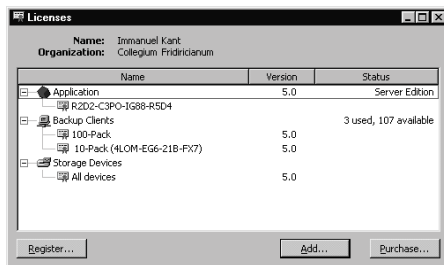 Licenses
Name: Immanuel Kant
Organization: Collegium Fridiricianum
Name Version Status
Application 5.0 Server Edition
R2D2-C3PO-IG88-R5D4
Backup Clients 3 used, 107 available
100-Pack 5.0
10-Pack (4LOM-EG6-21B-FX7) 5.0
Storage Devices
All devices 5.0
Register... Add... Purchase...